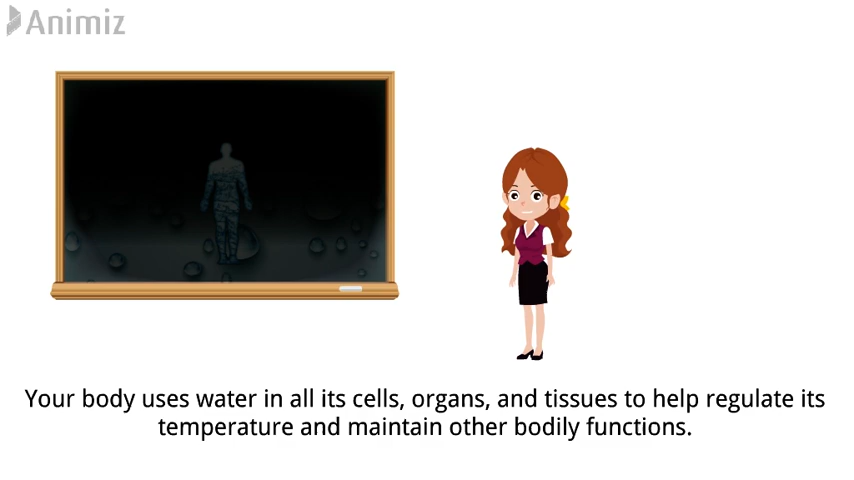 Animiz
Your body uses water in all its cells, organs, and tissues to help regulate its
temperature and maintain other bodily functions.